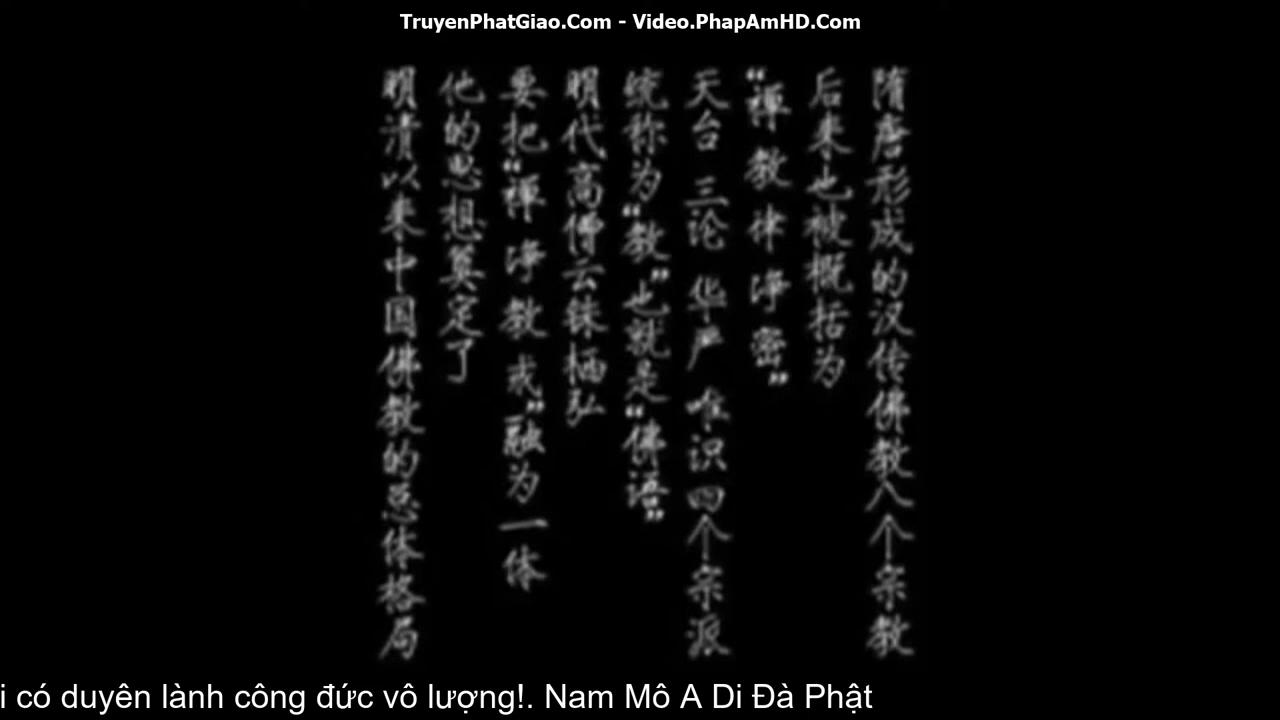 TruyenPhatGiao.Com - Video.PhapAmHD.Com
隋唐形成的汉传佛教八个宗教
后来也被概括为
“禅 教 律 净 密”
天台 三论 华严 唯识四个宗派
统称为“教”也就是“佛语”
明代高僧云铢栖弘
要把“禅 净 教 戒”融为一体
他的思想奠定了
明清以来中国佛教的总体格局
i có duyên lành công đức vô lượng!. Nam Mô A Di Đà Phật